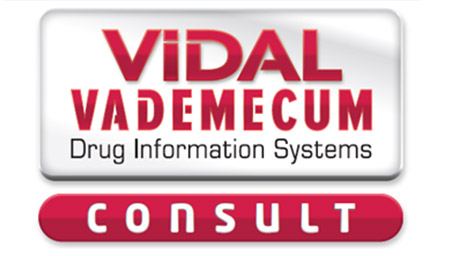 ViDAL
VADEMECUM
Drug Information Systems
CONSULT